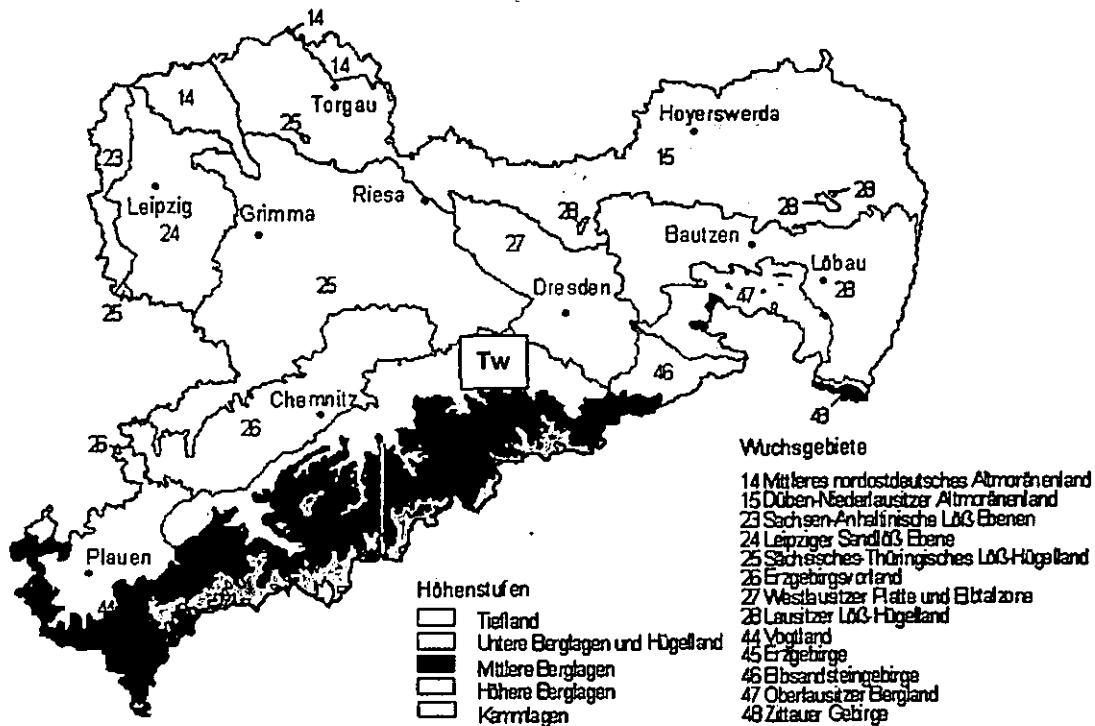 14
14
14
Torgau
Hoyerswerda
25
15
23
Riesa
28
28
28
Leipzig
Grimma
24
27
Bautzen
Löbau
Dresden
47
28
25
25
Tw
46
Chemnitz
48
26
25
Plauen
44
Wuchsgebiete
14 Mittleres nordostdeutsches Altmoränenland
15 Düben-Niederlausitzer Altmoränenland
23 Sachsen-Anhaltinische Löß-Ebenen
24 Leipziger Sandlöß-Ebene
25 Sächsisches-Thüringisches Löß-Hügelland
26 Erzgebirgsvorland
27 Westlausitzer Platte und Elbtalzone
28 Lausitzer Löß-Hügelland
44 Vogtland
45 Erzgebirge
46 Elbsandsteingebirge
47 Oberlausitzer Bergland
48 Zittauer Gebirge
Höhenstufen
Tiefland
Untere Berglagen und Hügelland
Mittlere Berglagen
Höhere Berglagen
Kammlagen